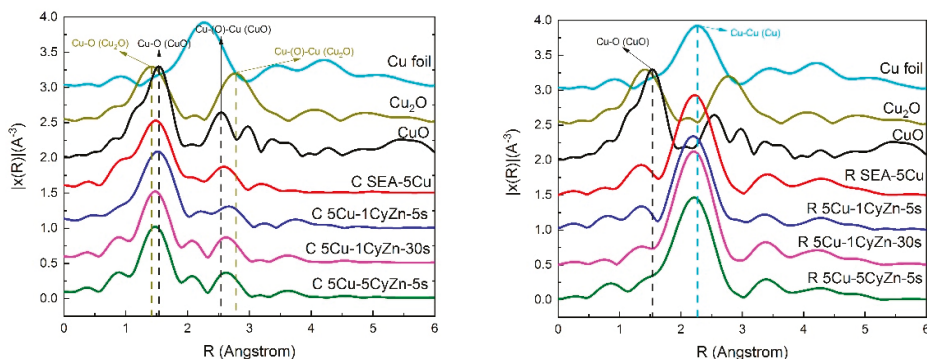 4.0
3.5
3.0
2.5
2.0
1.5
1.0
0.5
0.0
|x(R)|(A⁻³)
Cu-O (Cu₂O)
Cu-O (CuO)
Cu-(O)-Cu (CuO)
Cu-(O)-Cu (Cu₂O)
Cu foil
Cu₂O
CuO
C SEA-5Cu
C 5Cu-1CyZn-5s
C 5Cu-1CyZn-30s
C 5Cu-5CyZn-5s
0 1 2 3 4 5 6
R (Angstrom)
4.0
3.5
3.0
2.5
2.0
1.5
1.0
0.5
0.0
|x(R)|(A⁻³)
Cu-O (CuO)
Cu-Cu (Cu)
Cu foil
Cu₂O
CuO
R SEA-5Cu
R 5Cu-1CyZn-5s
R 5Cu-1CyZn-30s
R 5Cu-5CyZn-5s
0 1 2 3 4 5 6
R (Angstrom)